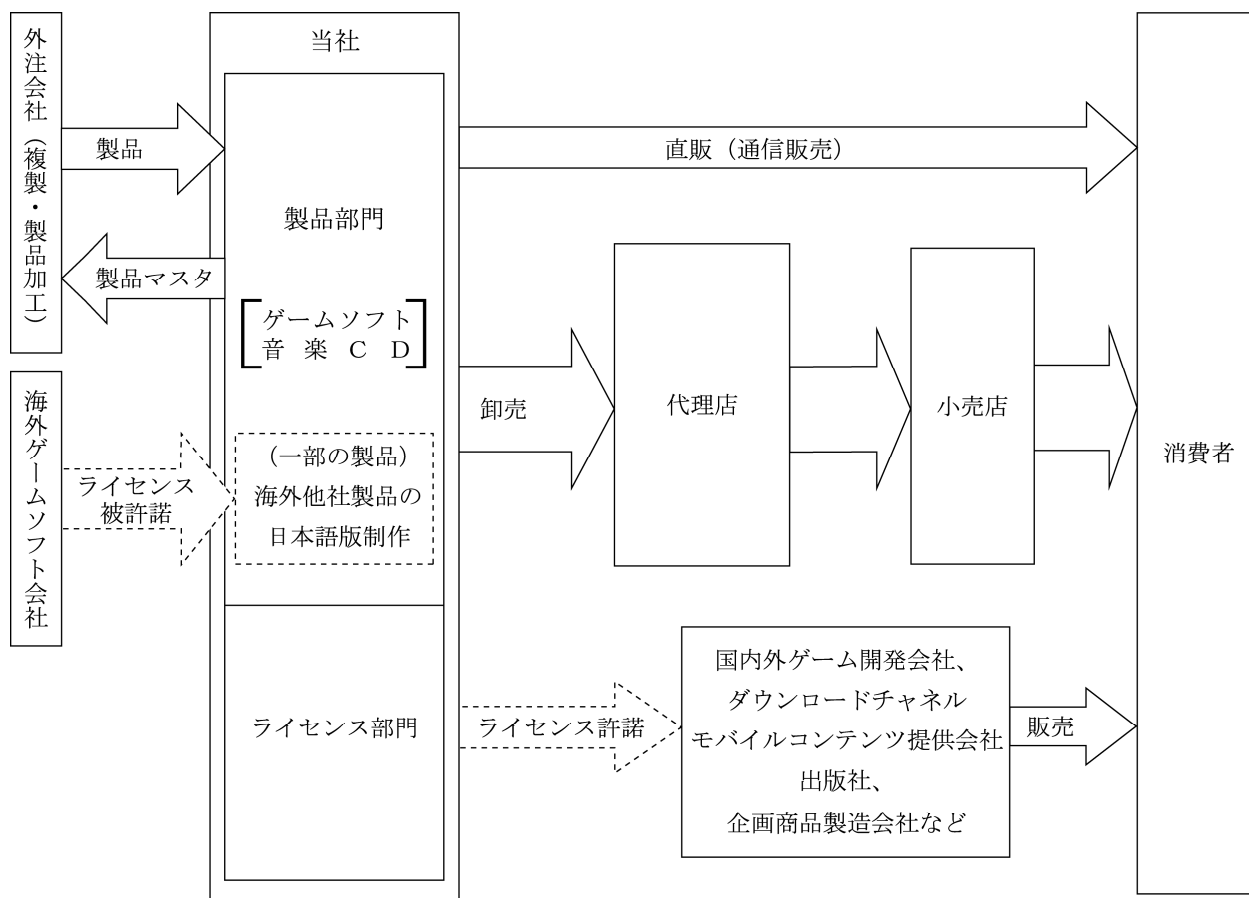 外注会社（複製・製品加工）
海外ゲームソフト会社
当社
製品
製品マスタ
ライセンス
被許諾
製品部門
ゲームソフト
音楽ＣＤ
（一部の製品）
海外他社製品の
日本語版制作
ライセンス部門
直販（通信販売）
卸売
代理店
小売店
ライセンス許諾
国内外ゲーム開発会社、
ダウンロードチャネル
モバイルコンテンツ提供会社
出版社、
企画商品製造会社など
販売
消費者